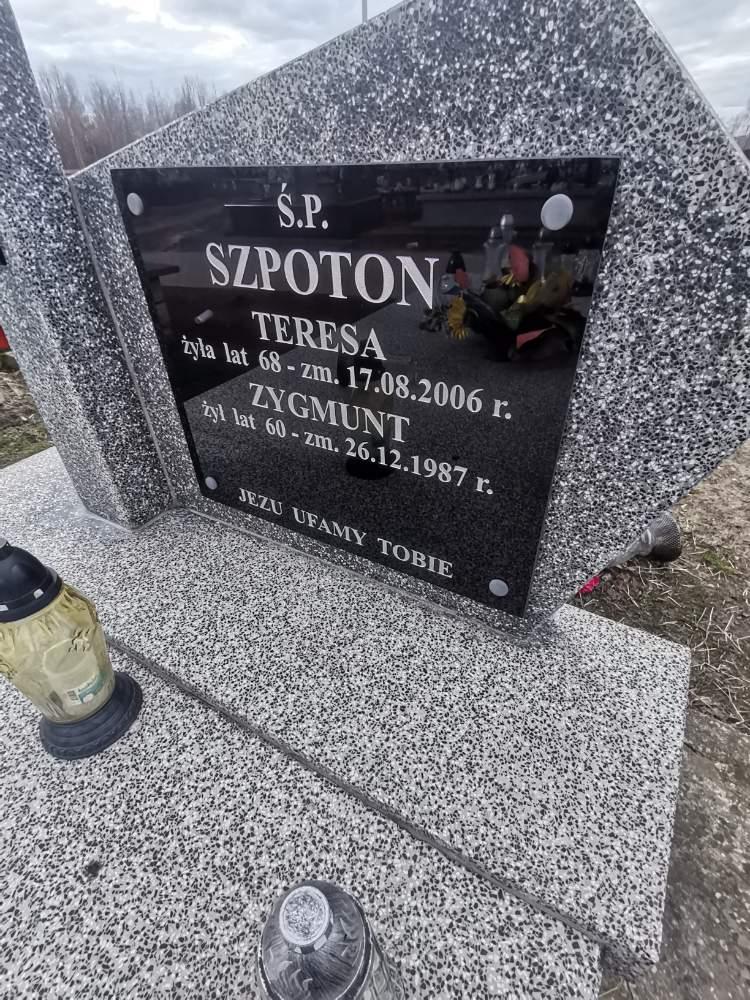 Ś.P.
SZPOTON
TERESA
żyła lat 68 - zm. 17.08.2006 r.
ZYGMUNT
żył lat 60 - zm. 26.12.1987 r.
JEZU UFAMY TOBIE